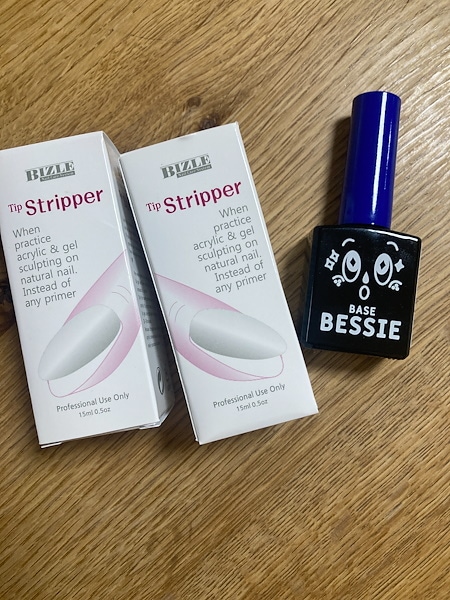 BIZLE
Tip Stripper
When
practice
acrylic & gel
sculpting on
natural nail.
Instead of
any primer
Professional Use Only
15ml 0.5oz
BIZLE
Tip Stripper
When
practice
acrylic & gel
sculpting on
natural nail.
Instead of
any primer
Professional Use Only
15ml 0.5oz
BASE
BESSIE